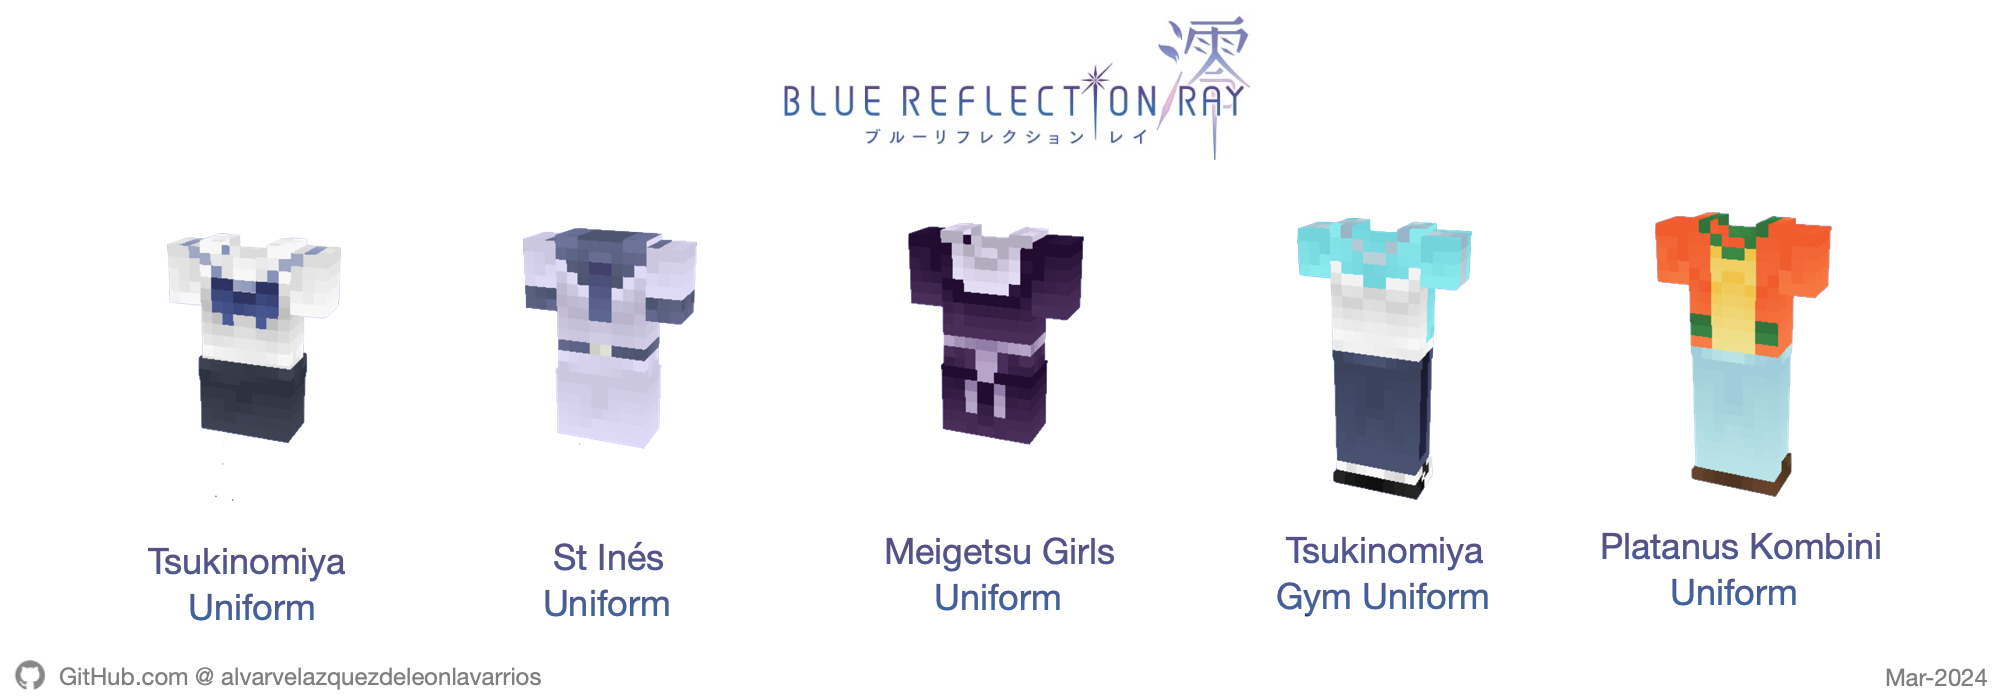 澪
BLUE REFLECTION RAY
ブルーリフレクション レイ
Tsukinomiya
Uniform
St Inés
Uniform
Meigetsu Girls
Uniform
Tsukinomiya
Gym Uniform
Platanus Kombini
Uniform
GitHub.com @ alvarvelazquezdeleonlavarrios
Mar-2024